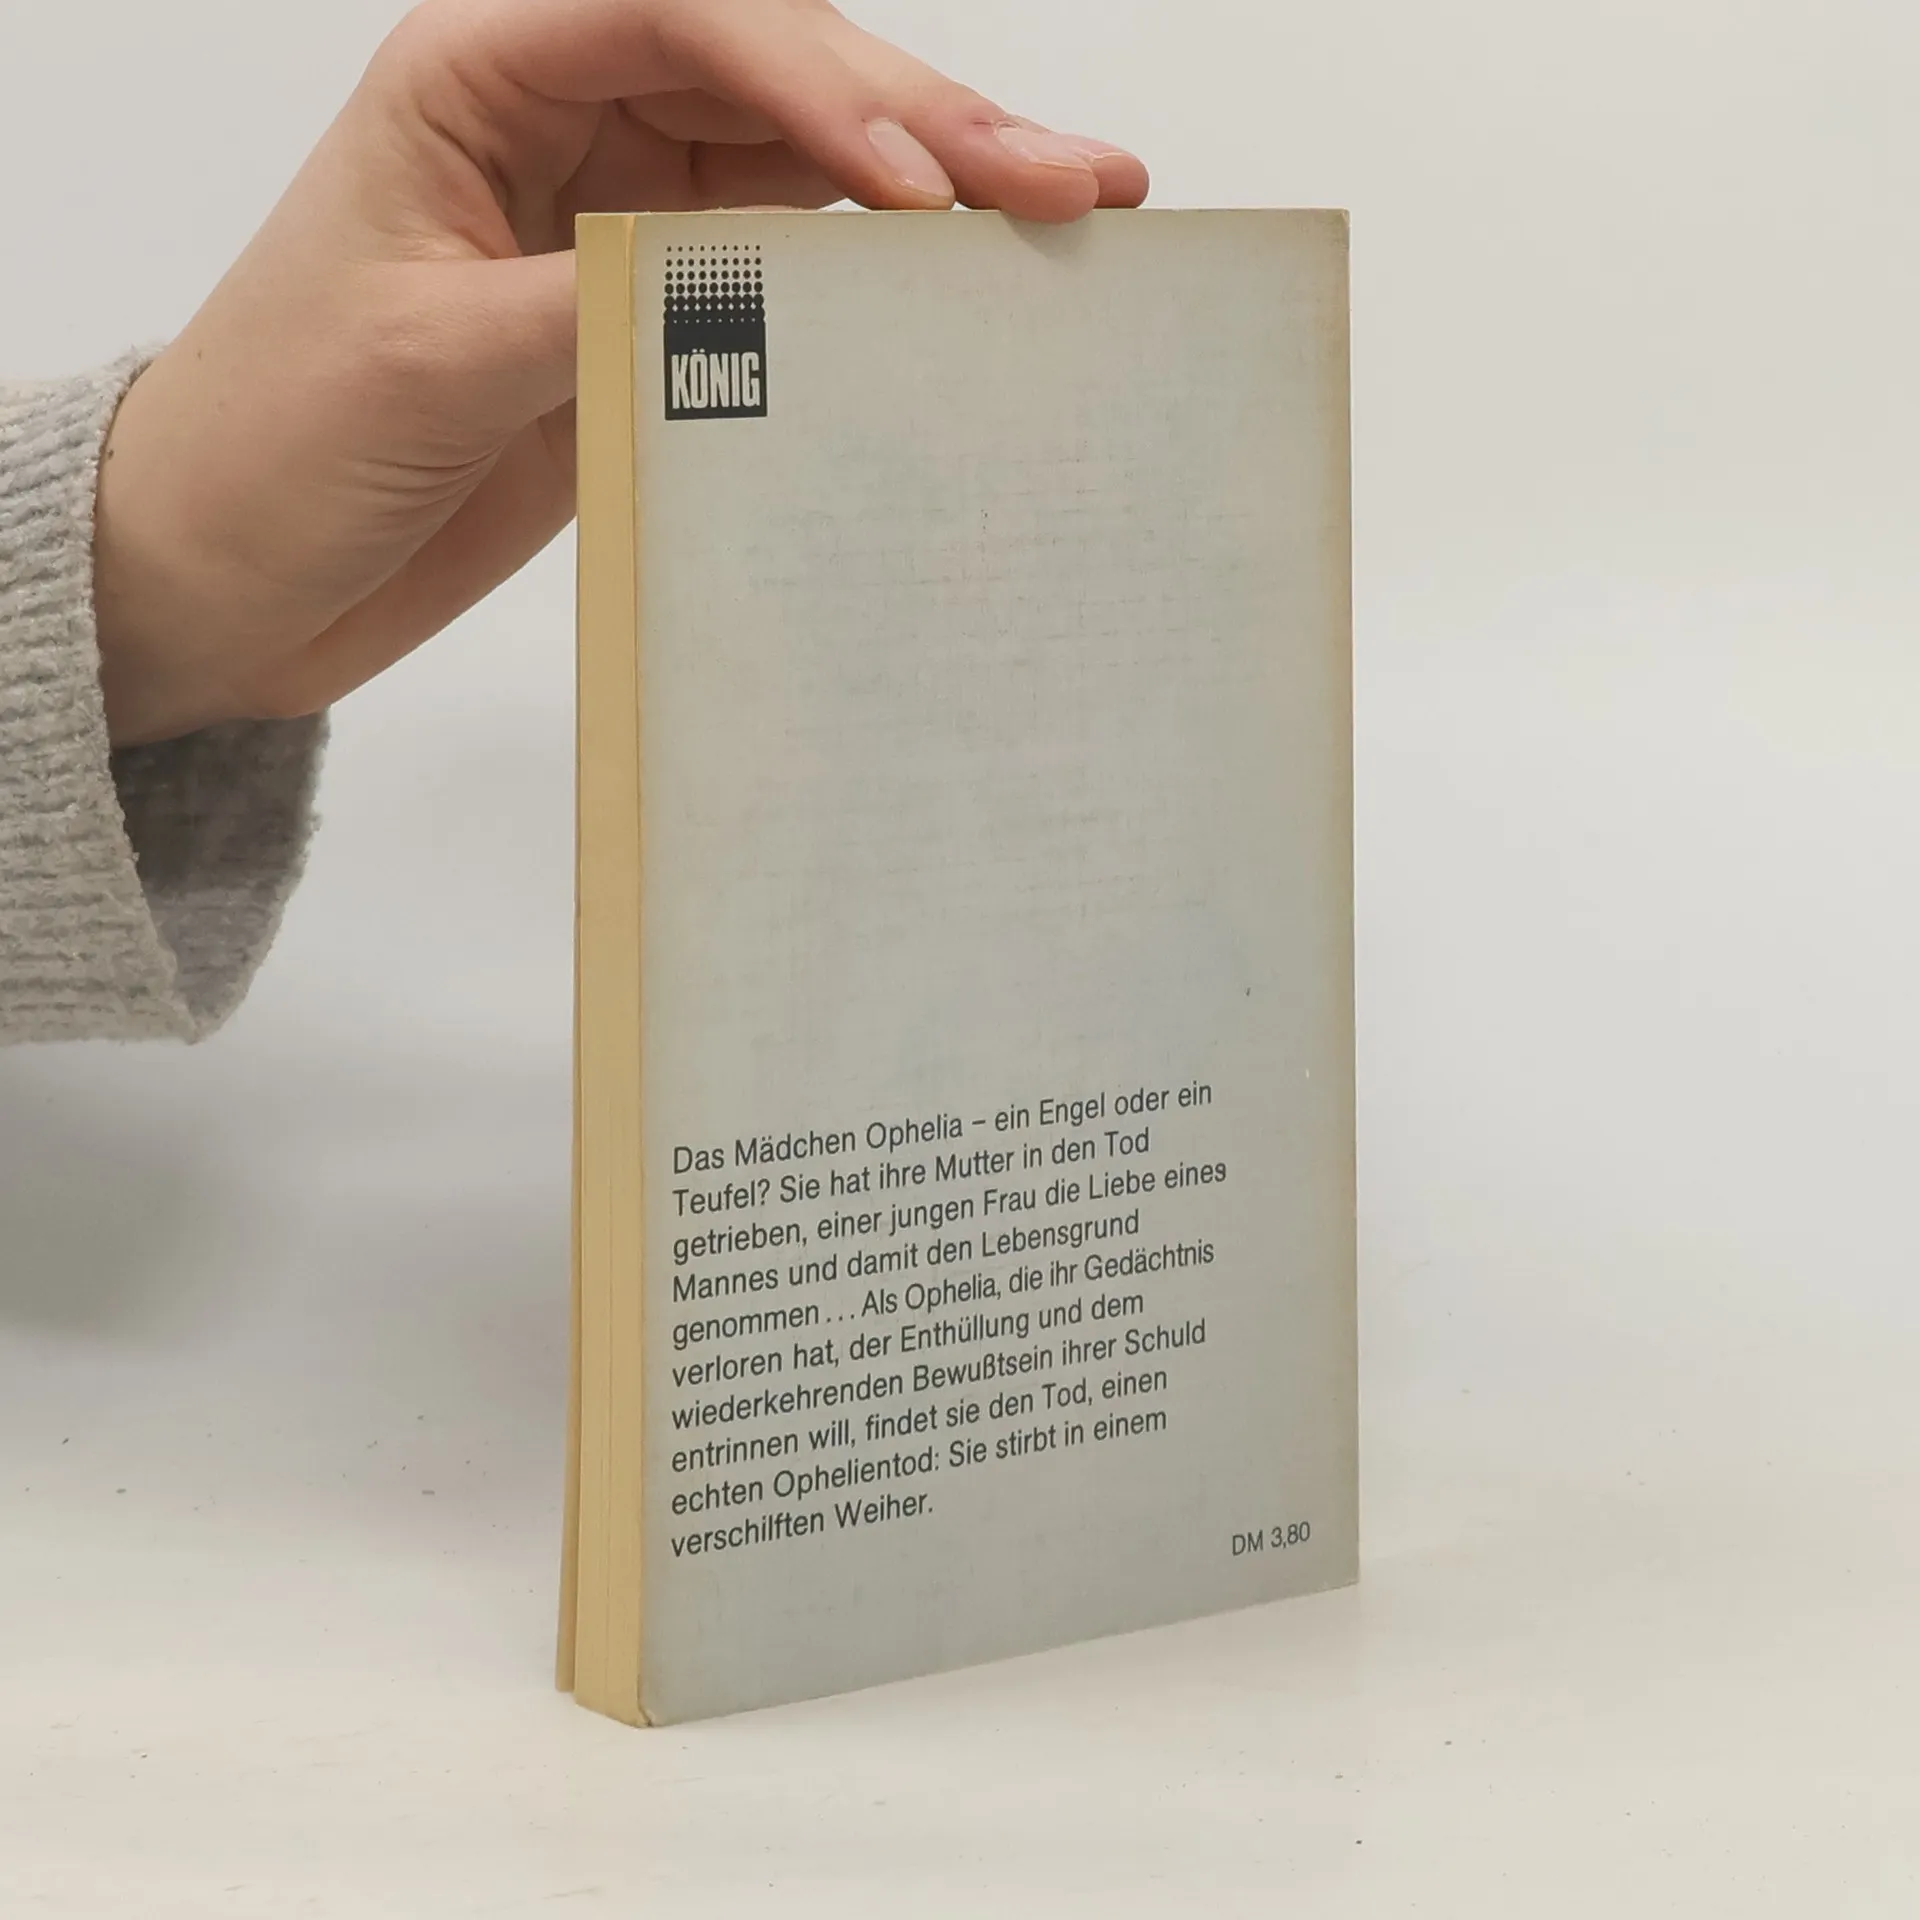 KÖNIG
Das Mädchen Ophelia – ein Engel oder ein
Teufel? Sie hat ihre Mutter in den Tod
getrieben, einer jungen Frau die Liebe eines
Mannes und damit den Lebensgrund
genommen... Als Ophelia, die ihr Gedächtnis
verloren hat, der Enthüllung und dem
wiederkehrenden Bewußtsein ihrer Schuld
entrinnen will, findet sie den Tod, einen
echten Ophelientod: Sie stirbt in einem
verschilften Weiher.
DM 3,80